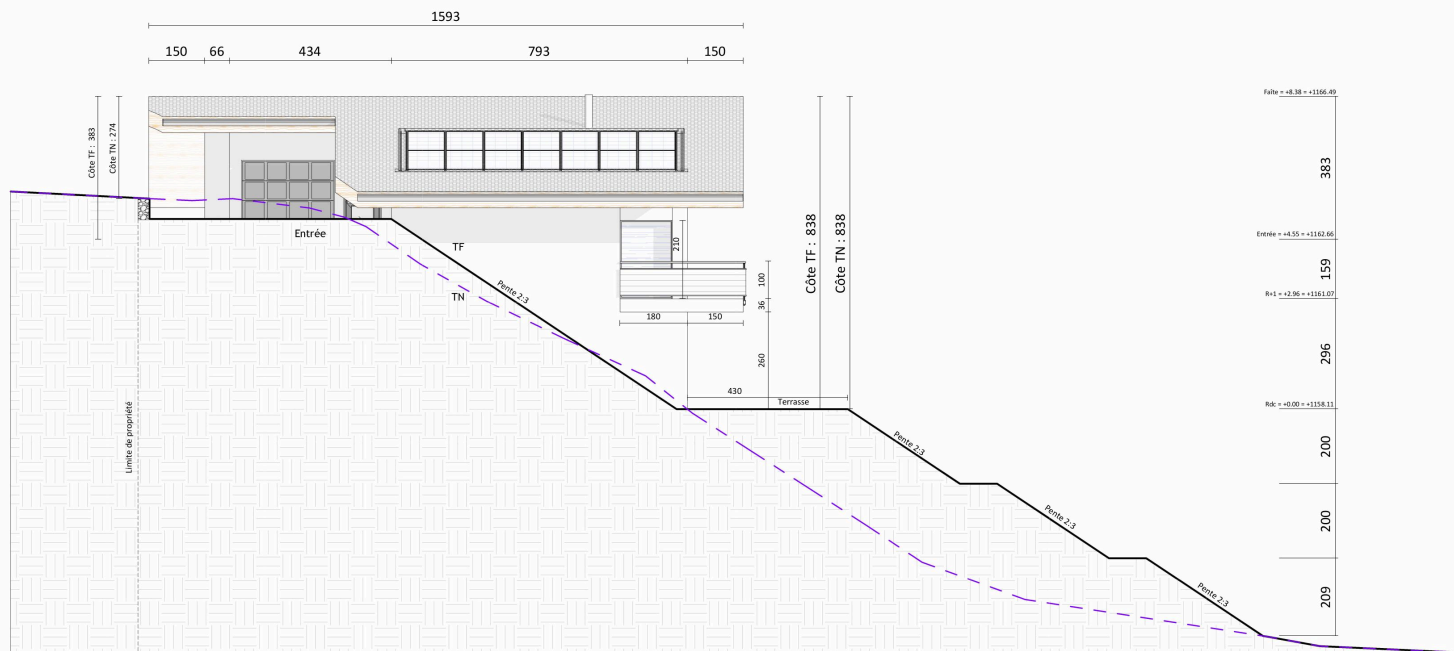 1593
150 66 434 793 150
Faîte = +8.38 = +1166.49
Côte TF : 383
Côte TN : 274
383
Entrée
TF
TN
Pente 2:3
210
100
36
180 150
260
430
Terrasse
Côte TF : 838
Côte TN : 838
Entrée = +4.55 = +1162.66
159
R+1 = +2.96 = +1161.07
296
Rdc = +0.00 = +1158.11
200
Limite de propriété
Pente 2:3
200
Pente 2:3
209
Pente 2:3